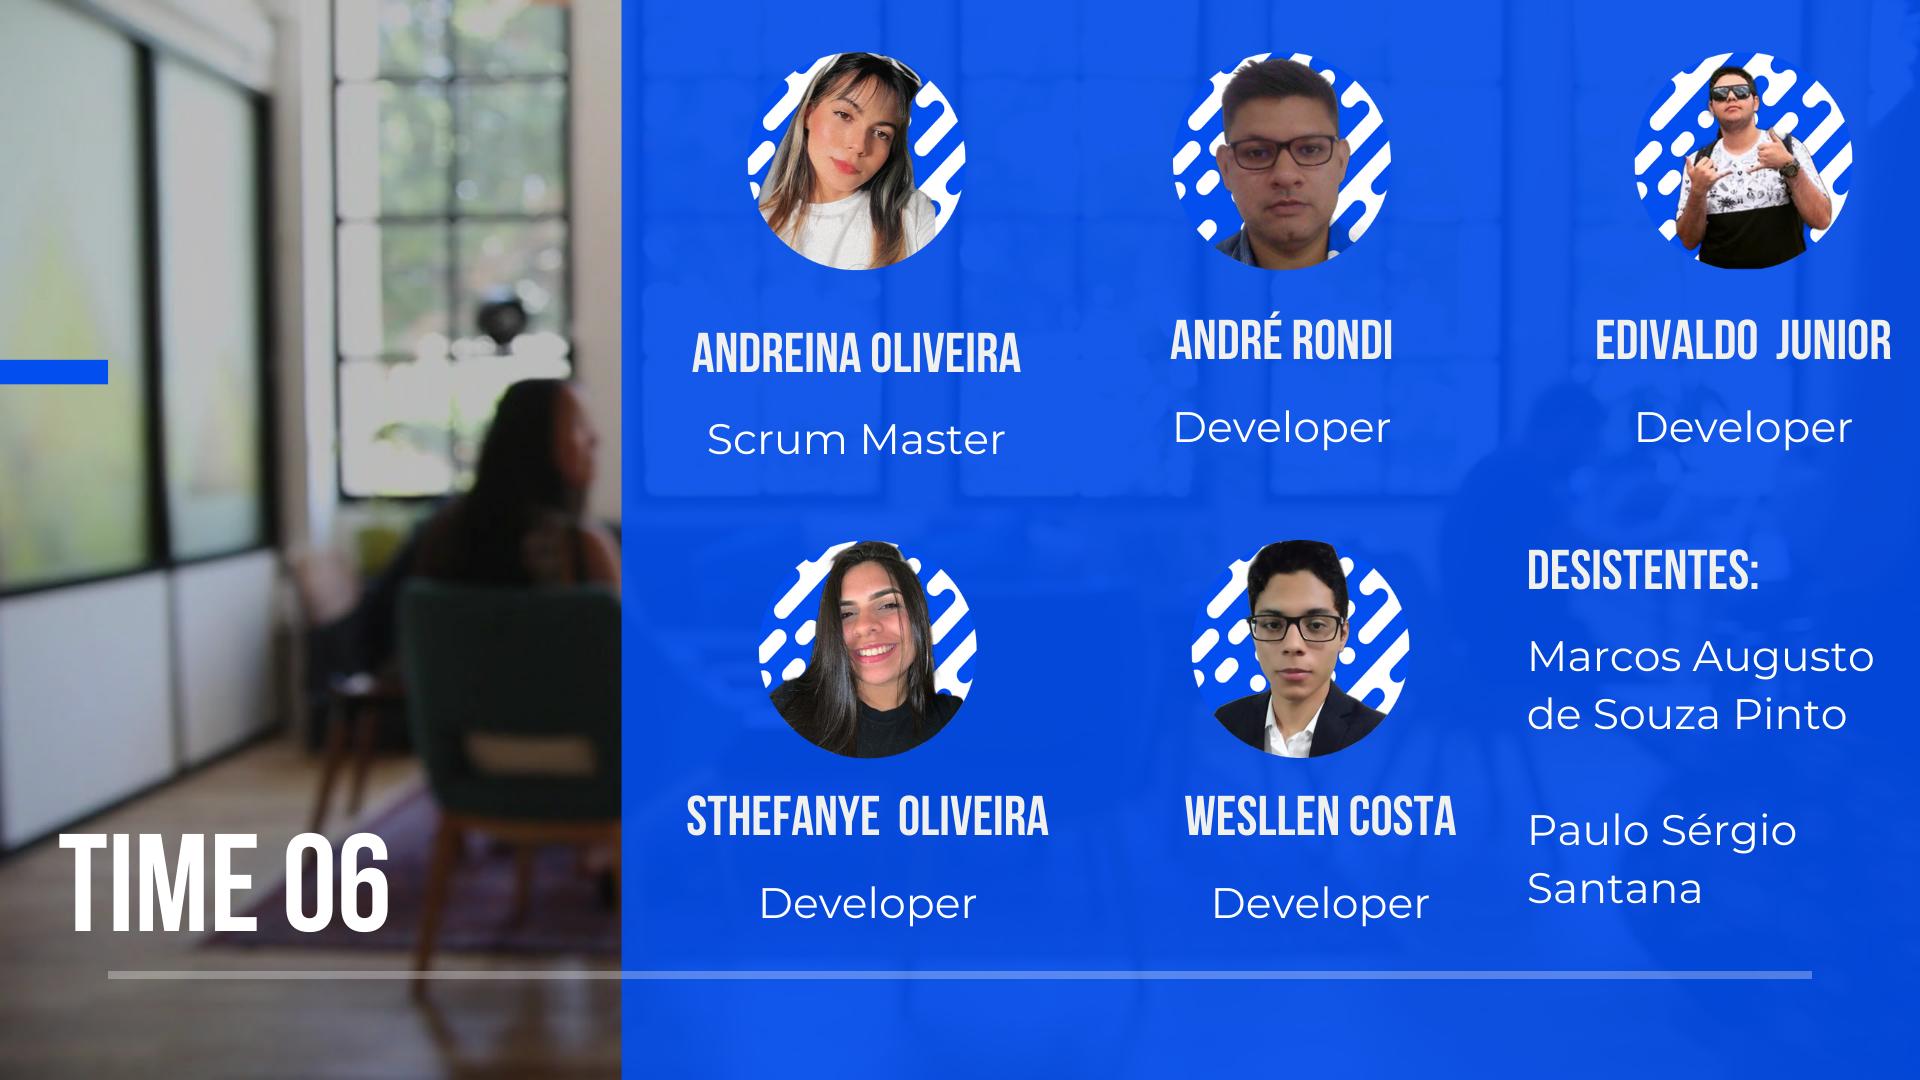 ANDREINA OLIVEIRA
Scrum Master
ANDRÉ RONDI
Developer
EDIVALDO JUNIOR
Developer
STHEFANYE OLIVEIRA
Developer
WESLLEN COSTA
Developer
DESISTENTES:
Marcos Augusto
de Souza Pinto
Paulo Sérgio
Santana
TIME 06